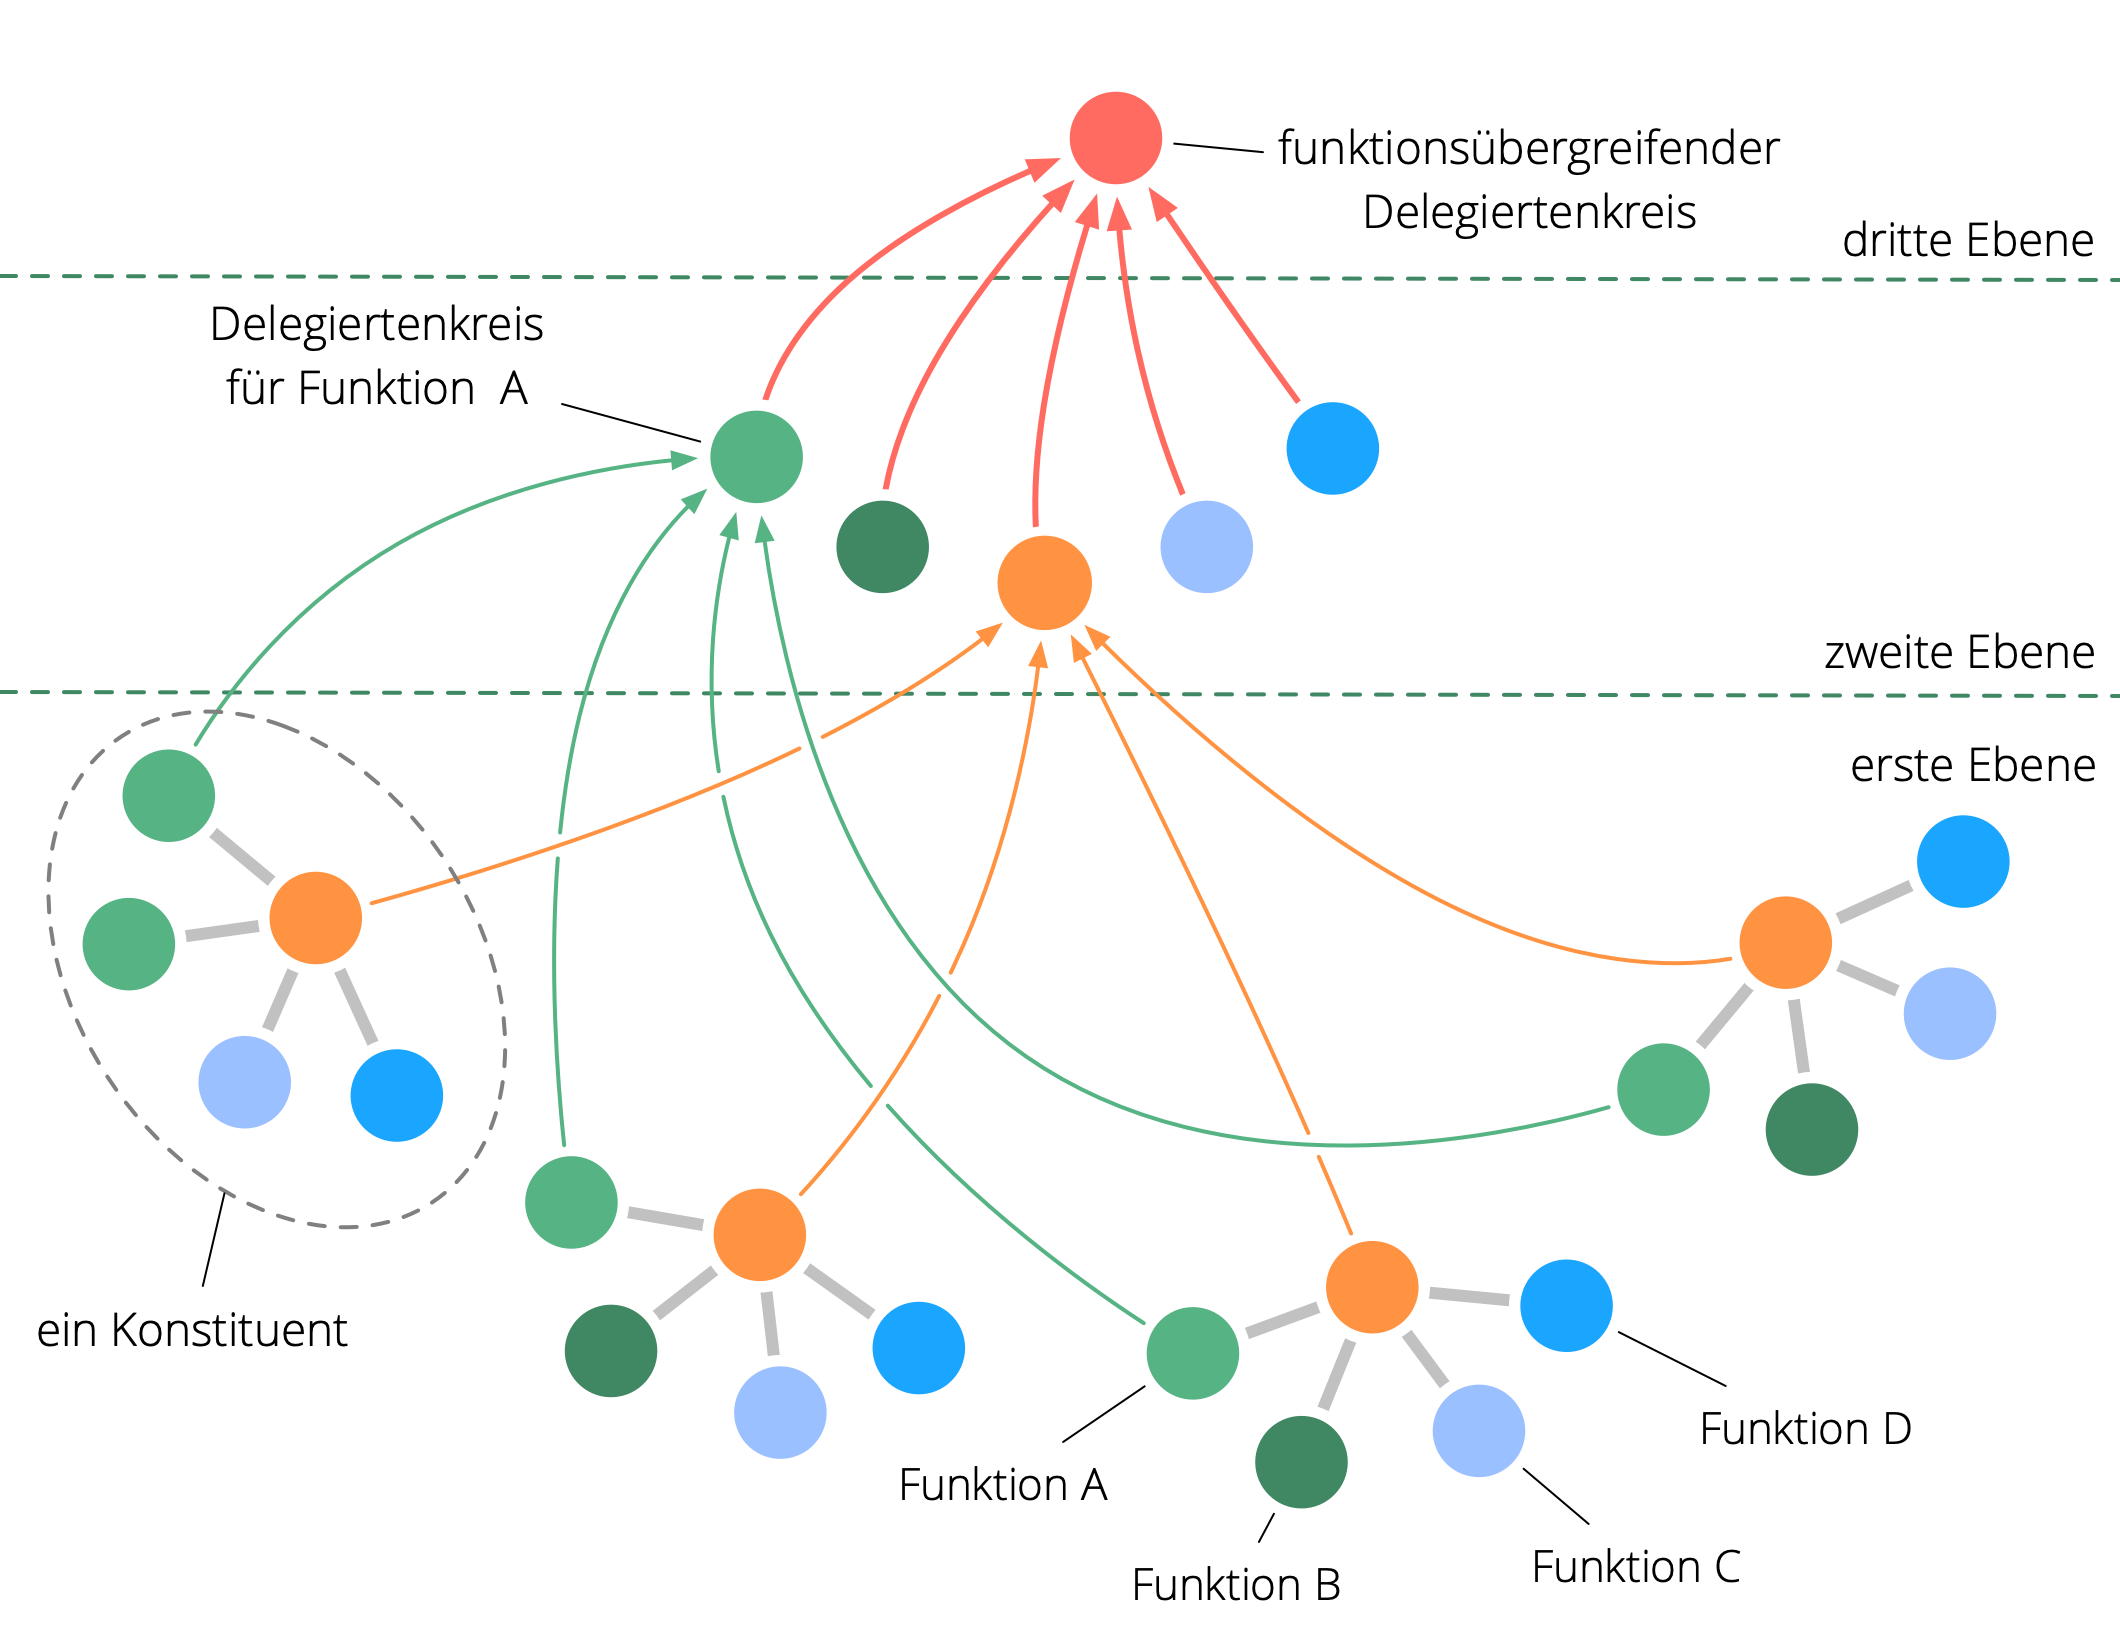 funktionsübergreifender
Delegiertenkreis
dritte Ebene
Delegiertenkreis
für Funktion A
zweite Ebene
erste Ebene
ein Konstituent
Funktion D
Funktion A
Funktion C
Funktion B